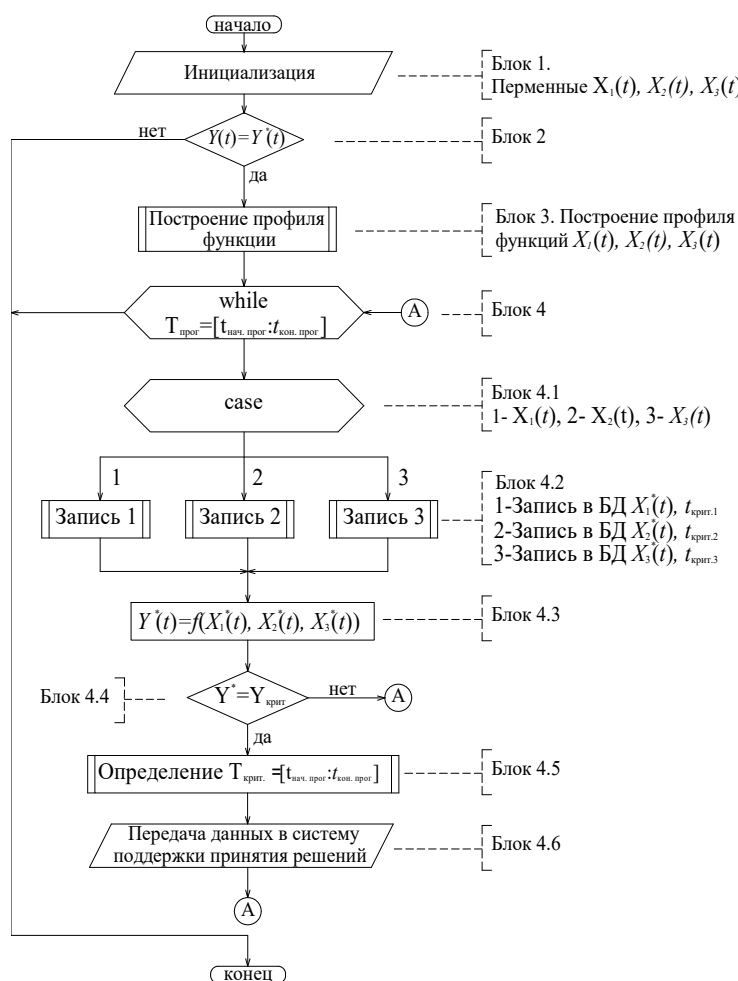 начало
Инициализация
Блок 1.
Перменные X₁(t), X₂(t), X₃(t)
нет
Y(t)=Y*(t)
Блок 2
да
Построение профиля
функции
Блок 3. Построение профиля
функций X₁(t), X₂(t), X₃(t)
while
Tпрог=[tнач. прог:tкон. прог]
A
Блок 4
case
Блок 4.1
1- X₁(t), 2- X₂(t), 3- X₃(t)
1
2
3
Запись 1
Запись 2
Запись 3
Блок 4.2
1-Запись в БД X₁*(t), tкрит.1
2-Запись в БД X₂*(t), tкрит.2
3-Запись в БД X₃*(t), tкрит.3
Y*(t)=f(X₁*(t), X₂*(t), X₃*(t))
Блок 4.3
Блок 4.4
Y*=Yкрит
нет
A
да
Определение Tкрит. =[tнач. прог:tкон. прог]
Блок 4.5
Передача данных в систему
поддержки принятия решений
Блок 4.6
A
конец